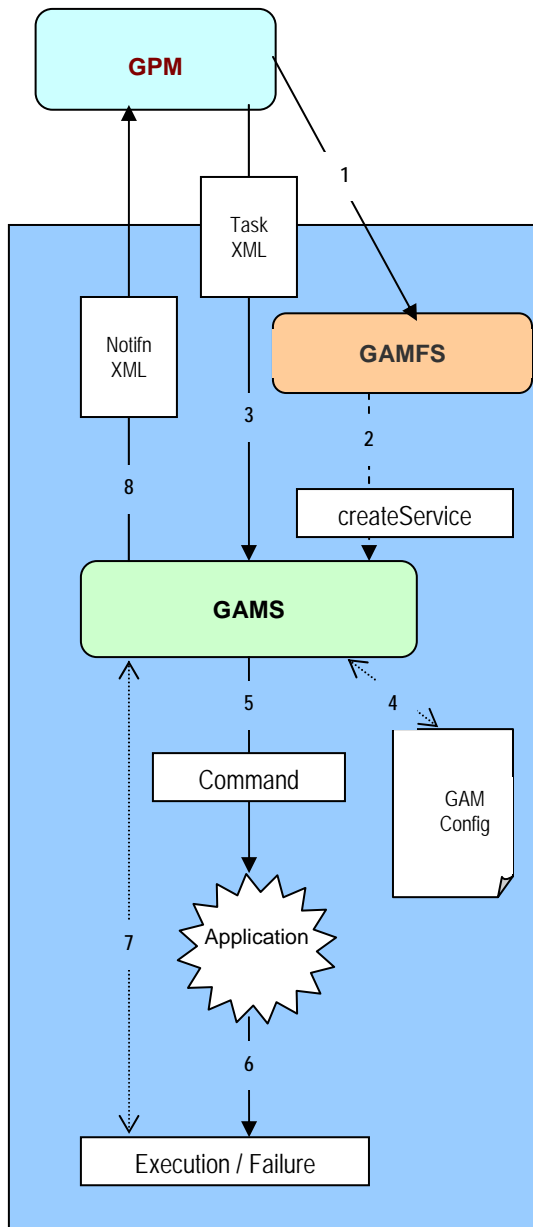 GPM
1
Task
XML
GAMFS
Notifn
XML
3
2
8
createService
GAMS
5
4
Command
GAM
Config
Application
7
6
Execution / Failure